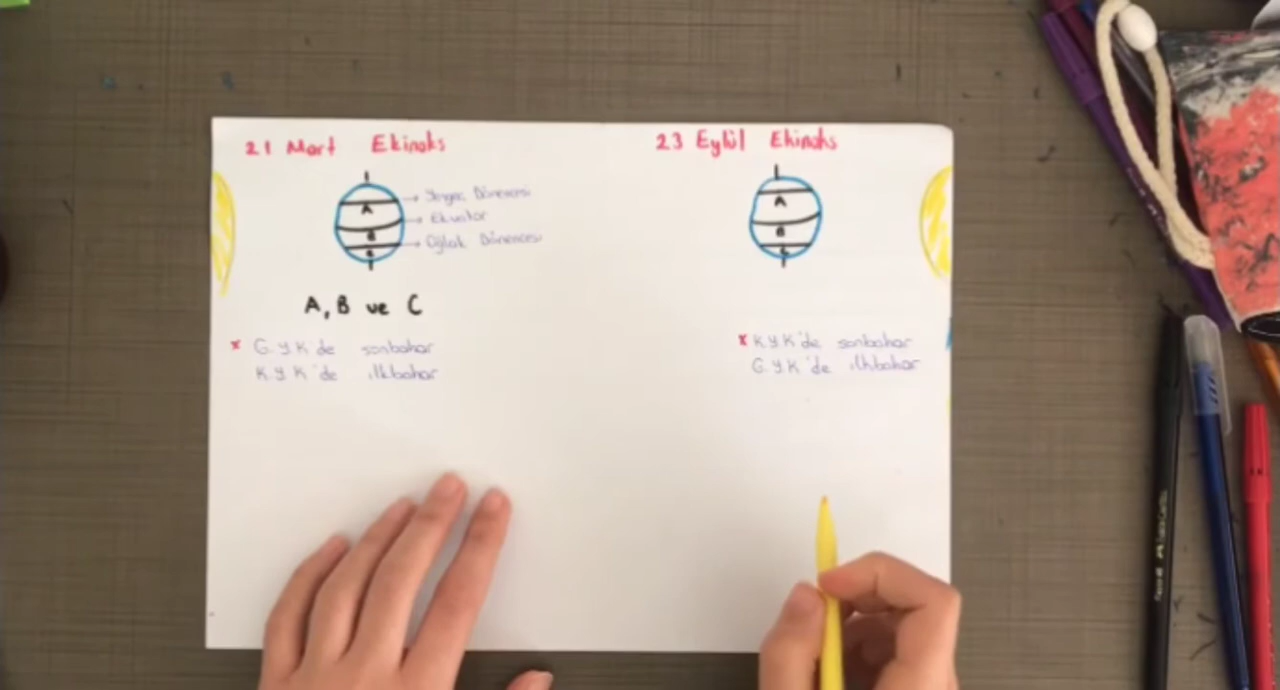 21 Mart Ekinoks
A
B
C
Yengeç Dönencesi
Ekvator
Oğlak Dönencesi
A, B ve C
x G.Y.K'de sonbahar
K.Y.K'de ilkbahar
23 Eylül Ekinoks
A
B
C
x K.Y.K'de sonbahar
G.Y.K'de ilkbahar